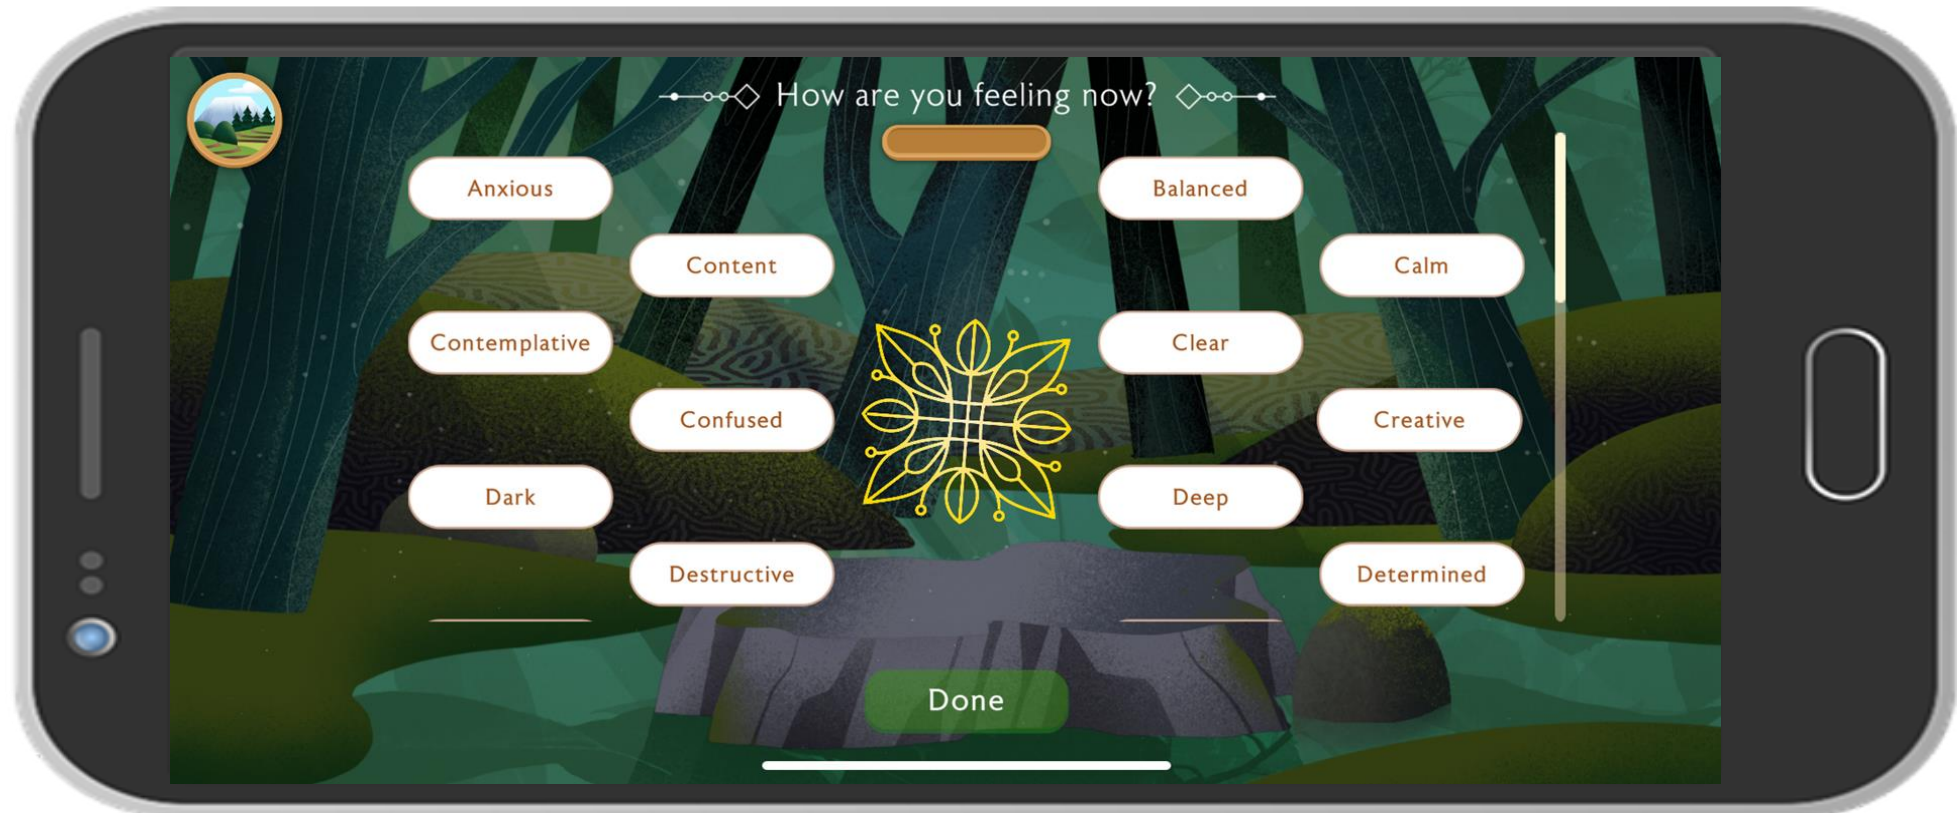 How are you feeling now?
Anxious
Balanced
Content
Calm
Contemplative
Clear
Confused
Creative
Dark
Deep
Destructive
Determined
Done